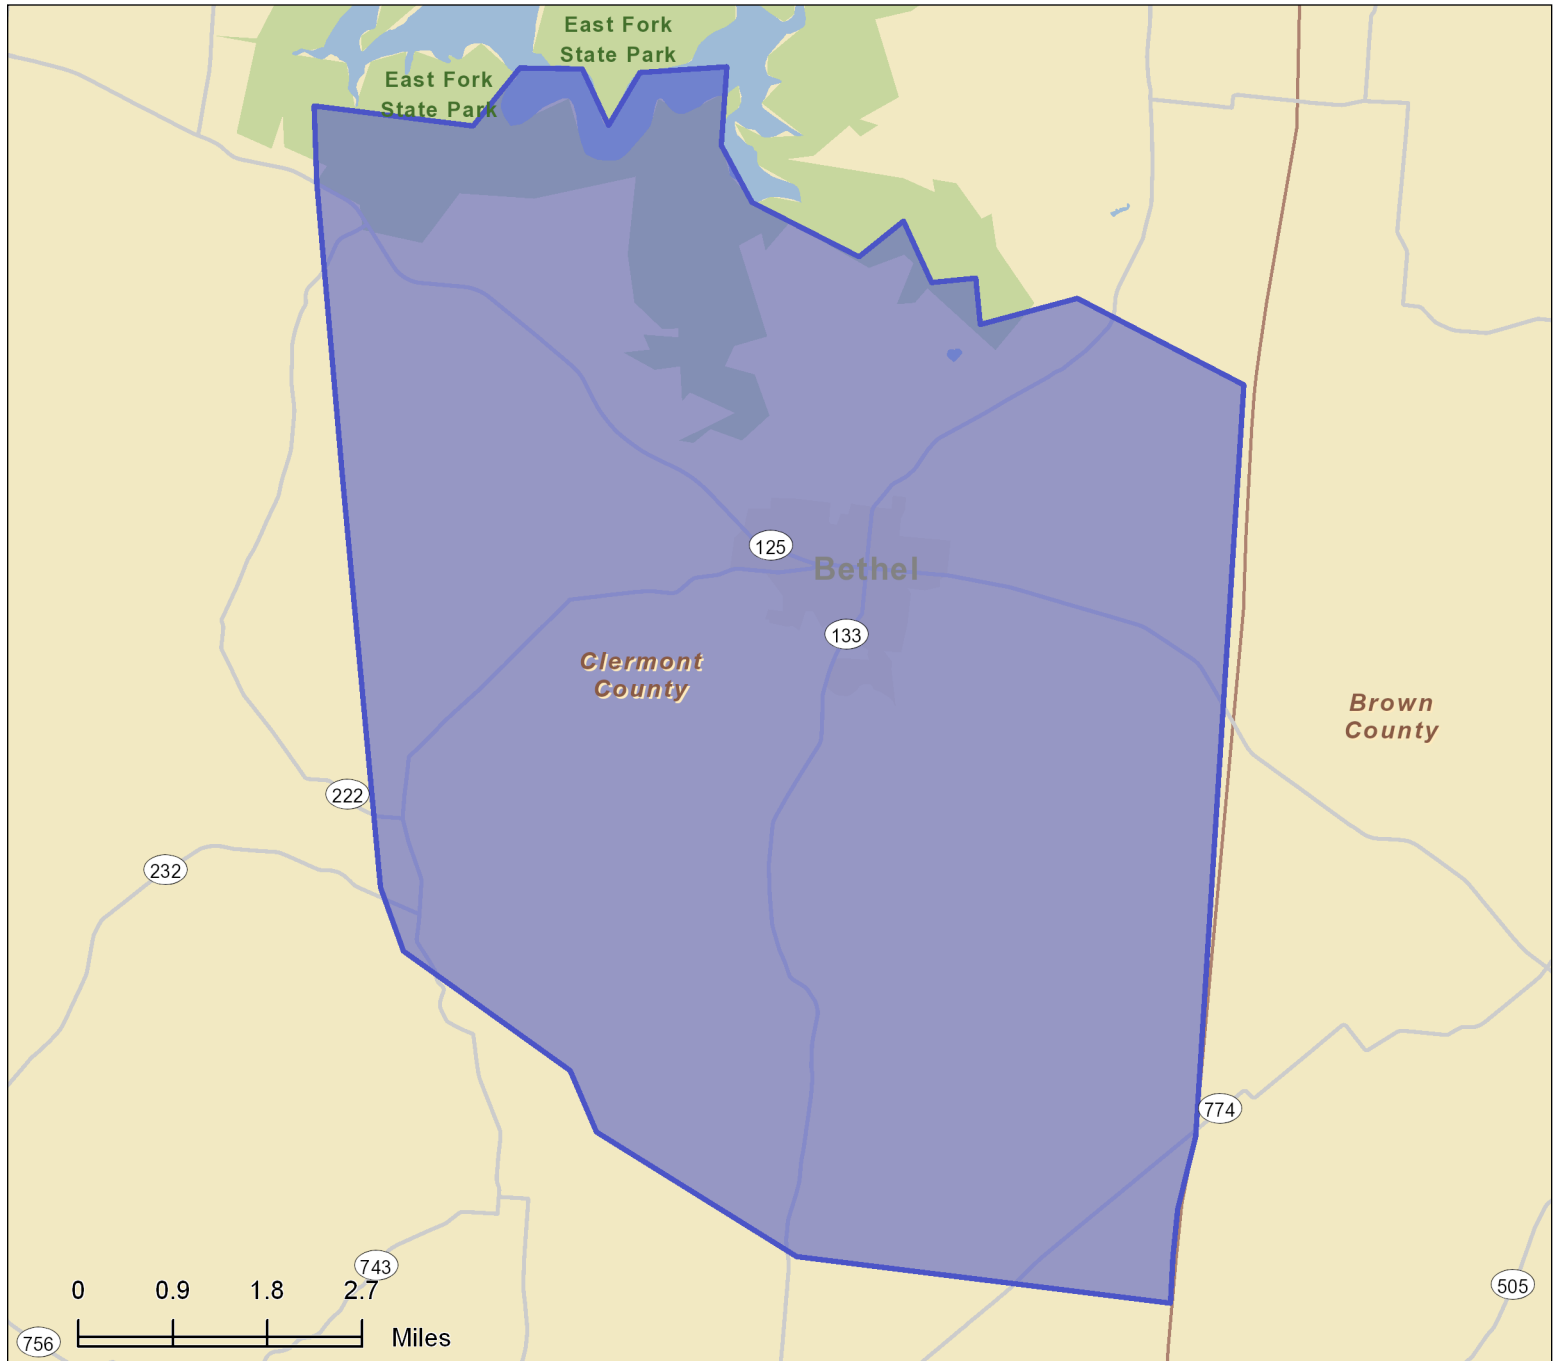 East Fork
State Park
East Fork
State Park
125
Bethel
133
Clermont
County
Brown
County
222
232
774
743
505
0 0.9 1.8 2.7
Miles
756